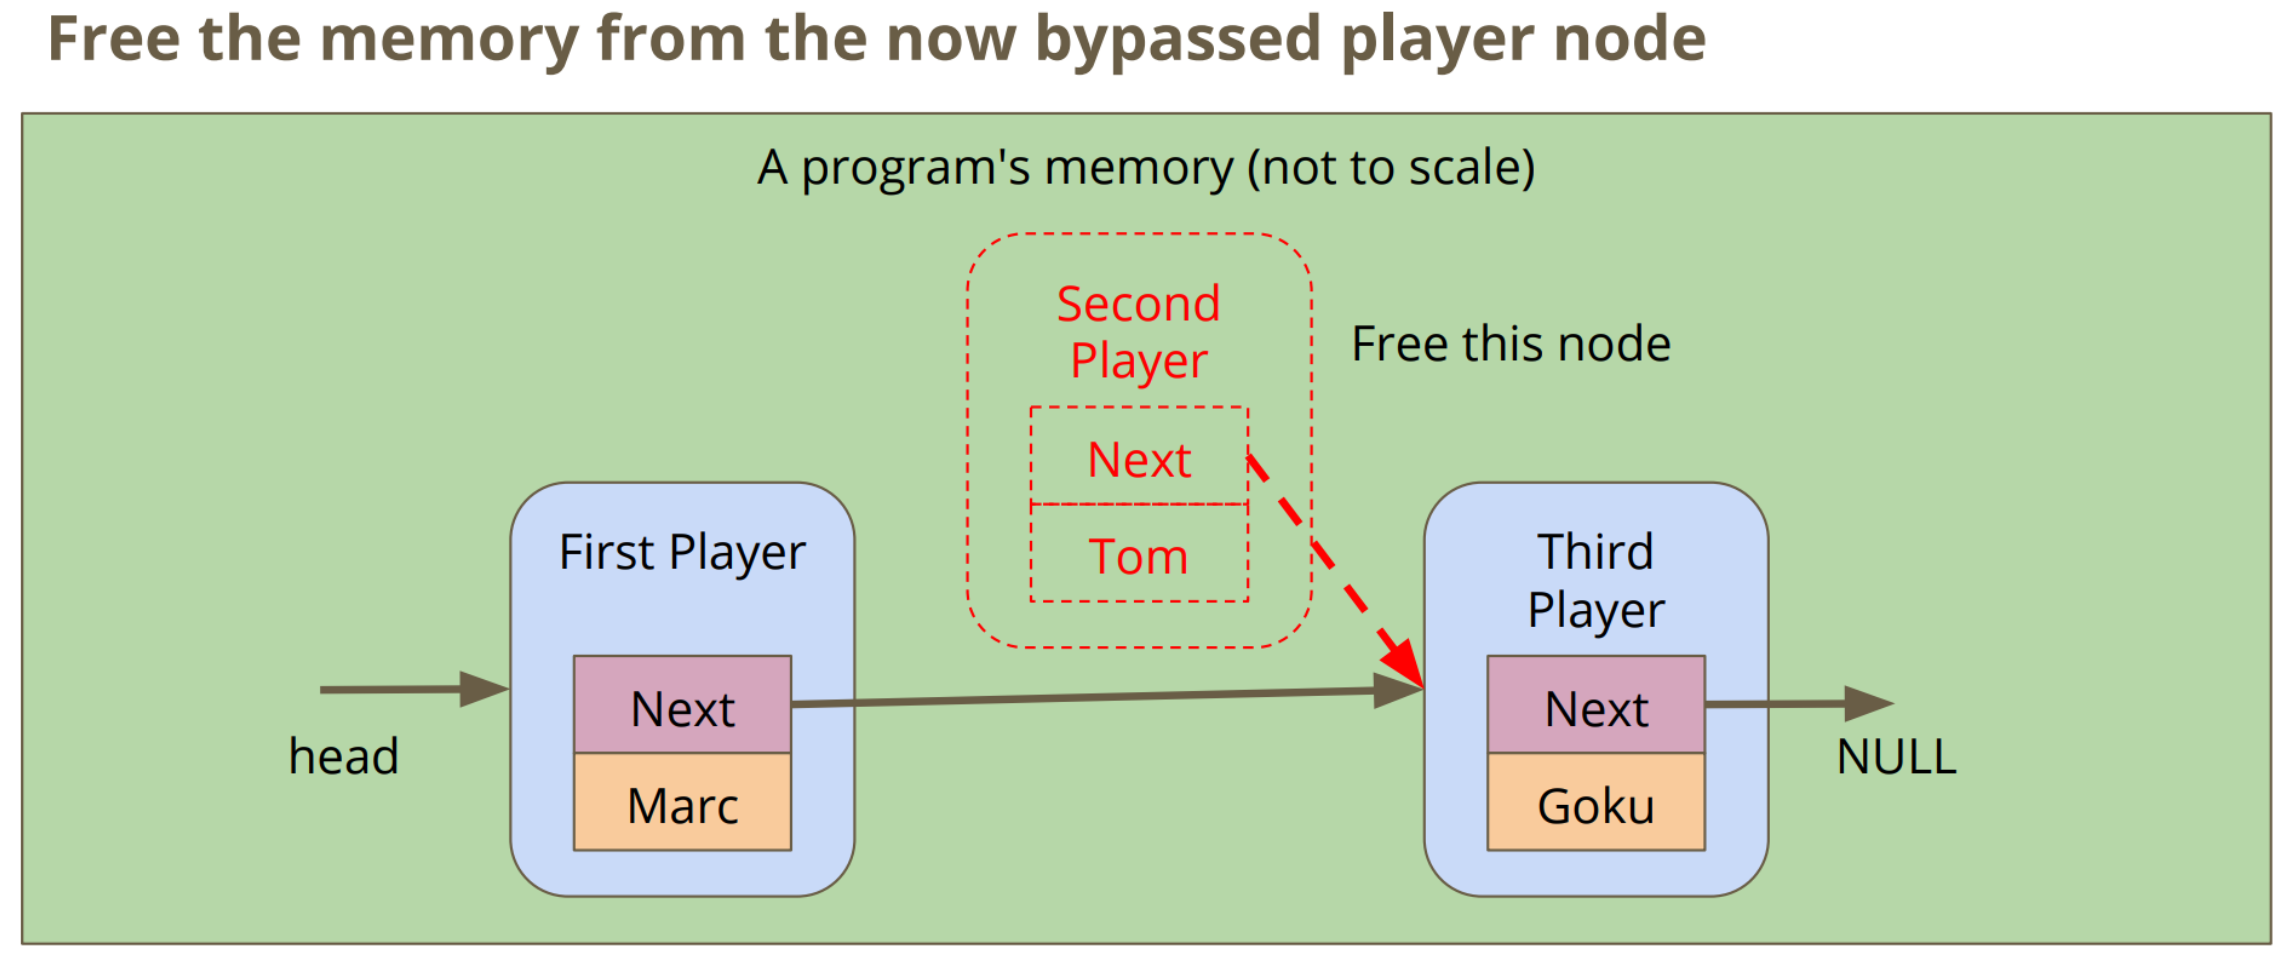 Free the memory from the now bypassed player node
A program's memory (not to scale)
Second
Player
Free this node
Next
Tom
First Player
Third
Player
Next
Next
head
NULL
Marc
Goku